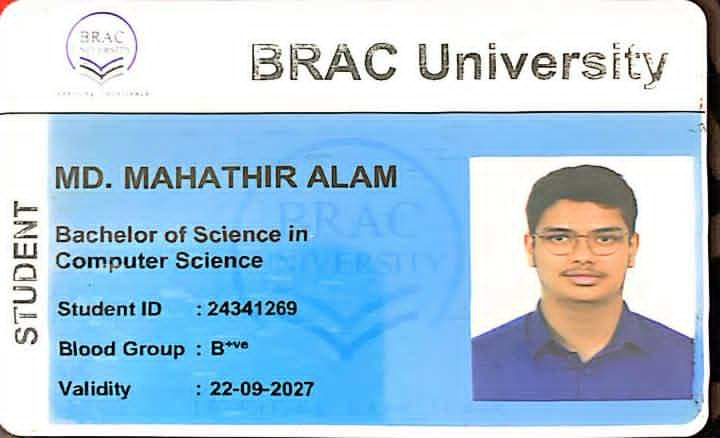 BRAC
UNIVERSITY
BRAC University
STUDENT
MD. MAHATHIR ALAM
Bachelor of Science in
Computer Science
Student ID : 24341269
Blood Group : B+ve
Validity : 22-09-2027
BRAC
UNIVERSITY